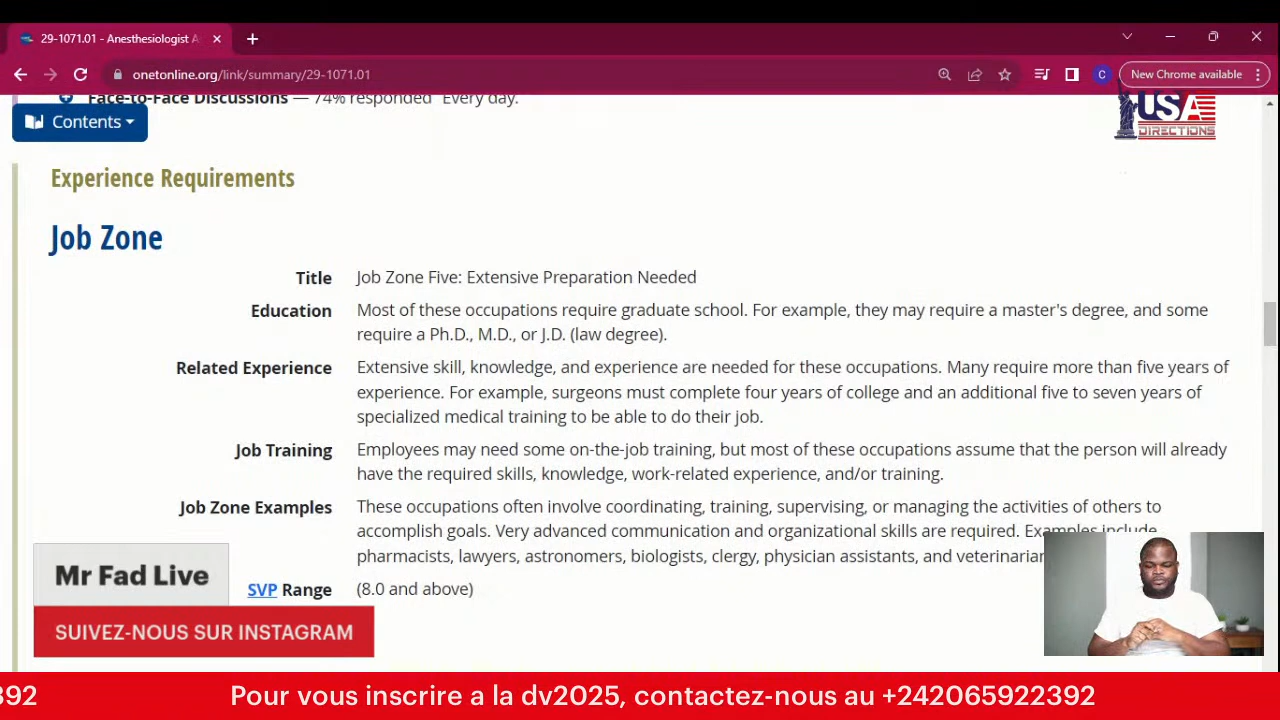 29-1071.01 - Anesthesiologist A
onetonline.org/link/summary/29-1071.01
C
New Chrome available
Face-to-Face Discussions — 74% responded "Every day."
Contents
USA
DIRECTIONS
Experience Requirements
Job Zone
Title Job Zone Five: Extensive Preparation Needed
Education Most of these occupations require graduate school. For example, they may require a master's degree, and some
require a Ph.D., M.D., or J.D. (law degree).
Related Experience Extensive skill, knowledge, and experience are needed for these occupations. Many require more than five years of
experience. For example, surgeons must complete four years of college and an additional five to seven years of
specialized medical training to be able to do their job.
Job Training Employees may need some on-the-job training, but most of these occupations assume that the person will already
have the required skills, knowledge, work-related experience, and/or training.
Job Zone Examples These occupations often involve coordinating, training, supervising, or managing the activities of others to
accomplish goals. Very advanced communication and organizational skills are required. Examples include
pharmacists, lawyers, astronomers, biologists, clergy, physician assistants, and veterinarian
SVP Range (8.0 and above)
Mr Fad Live
SUIVEZ-NOUS SUR INSTAGRAM
392 Pour vous inscrire a la dv2025, contactez-nous au +242065922392